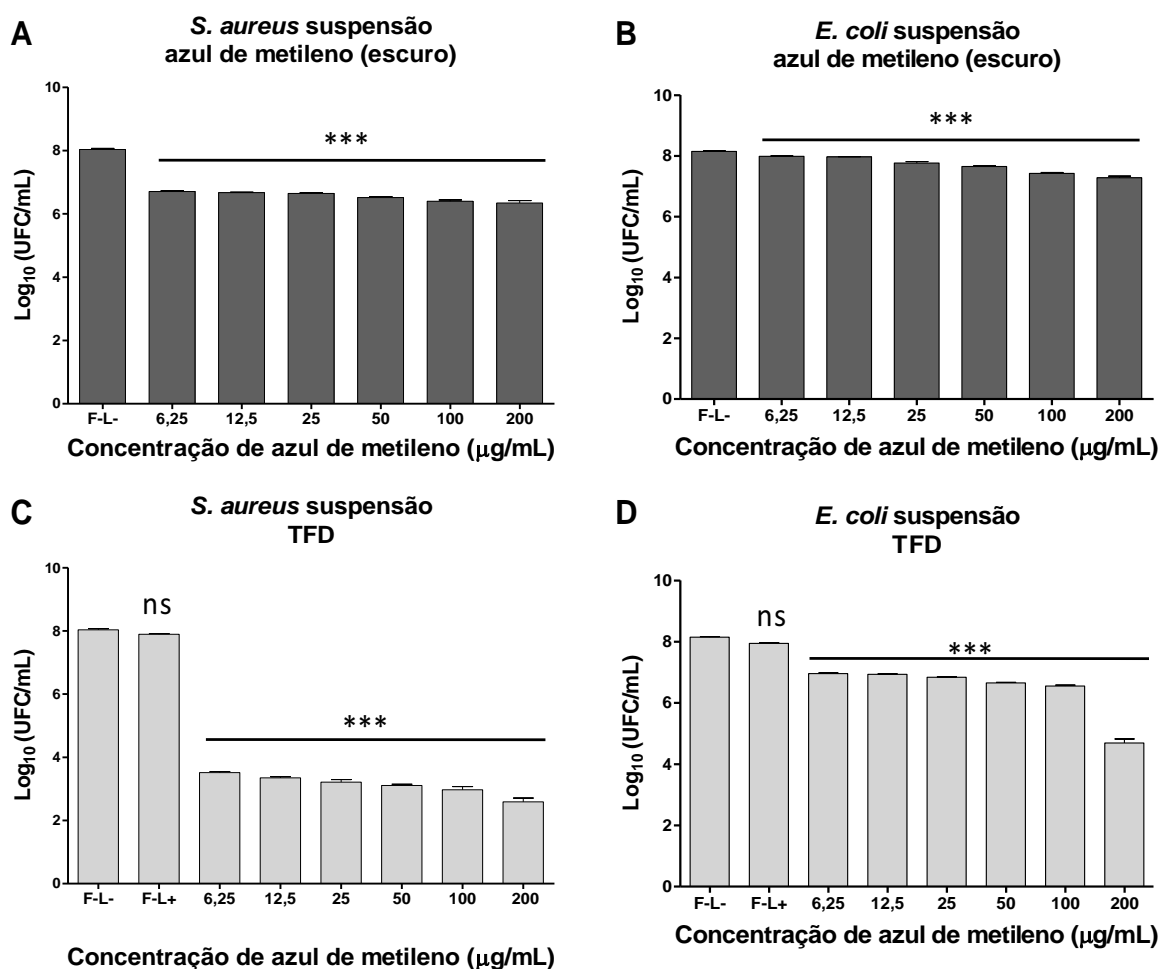 A
S. aureus suspensão
azul de metileno (escuro)
Log10 (UFC/mL)
10
8
6
4
2
0
***
F-L- 6,25 12,5 25 50 100 200
Concentração de azul de metileno (μg/mL)
B
E. coli suspensão
azul de metileno (escuro)
Log10 (UFC/mL)
10
8
6
4
2
0
***
F-L- 6,25 12,5 25 50 100 200
Concentração de azul de metileno (μg/mL)
C
S. aureus suspensão
TFD
Log10 (UFC/mL)
10
8
6
4
2
0
ns
***
F-L- F-L+ 6,25 12,5 25 50 100 200
Concentração de azul de metileno (μg/mL)
D
E. coli suspensão
TFD
Log10 (UFC/mL)
10
8
6
4
2
0
ns
***
F-L- F-L+ 6,25 12,5 25 50 100 200
Concentração de azul de metileno (μg/mL)